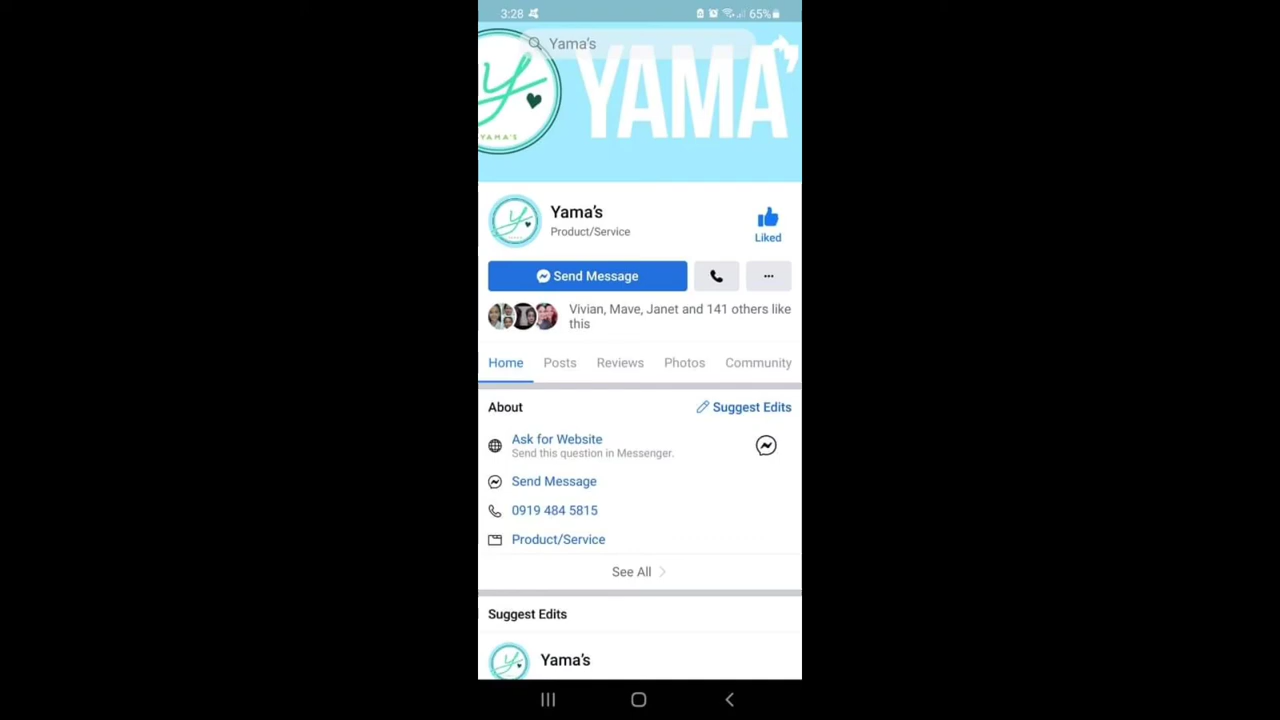 3:28
65%
Yama's
YAMA'
YAMA'S
Yama's
Product/Service
Liked
Send Message
Vivian, Mave, Janet and 141 others like
this
Home Posts Reviews Photos Community
About
Suggest Edits
Ask for Website
Send this question in Messenger.
Send Message
0919 484 5815
Product/Service
See All
Suggest Edits
Yama's